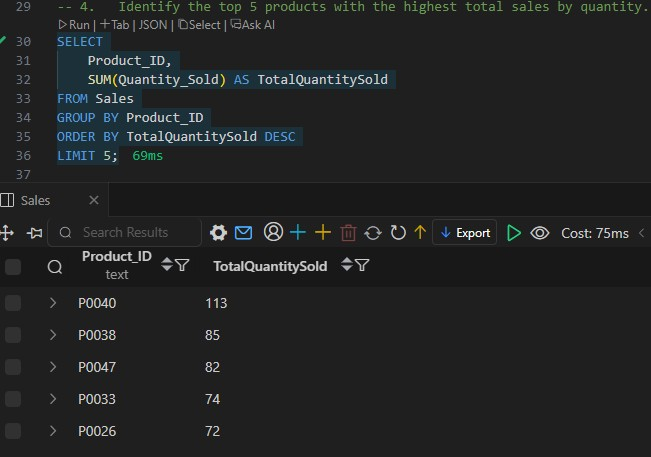 29 -- 4. Identify the top 5 products with the highest total sales by quantity.
Run | Tab | JSON | Select | Ask AI
30 SELECT
31 Product_ID,
32 SUM(Quantity_Sold) AS TotalQuantitySold
33 FROM Sales
34 GROUP BY Product_ID
35 ORDER BY TotalQuantitySold DESC
36 LIMIT 5; 69ms
37
Sales
Search Results Export Cost: 75ms
Product_ID TotalQuantitySold
text
P0040 113
P0038 85
P0047 82
P0033 74
P0026 72